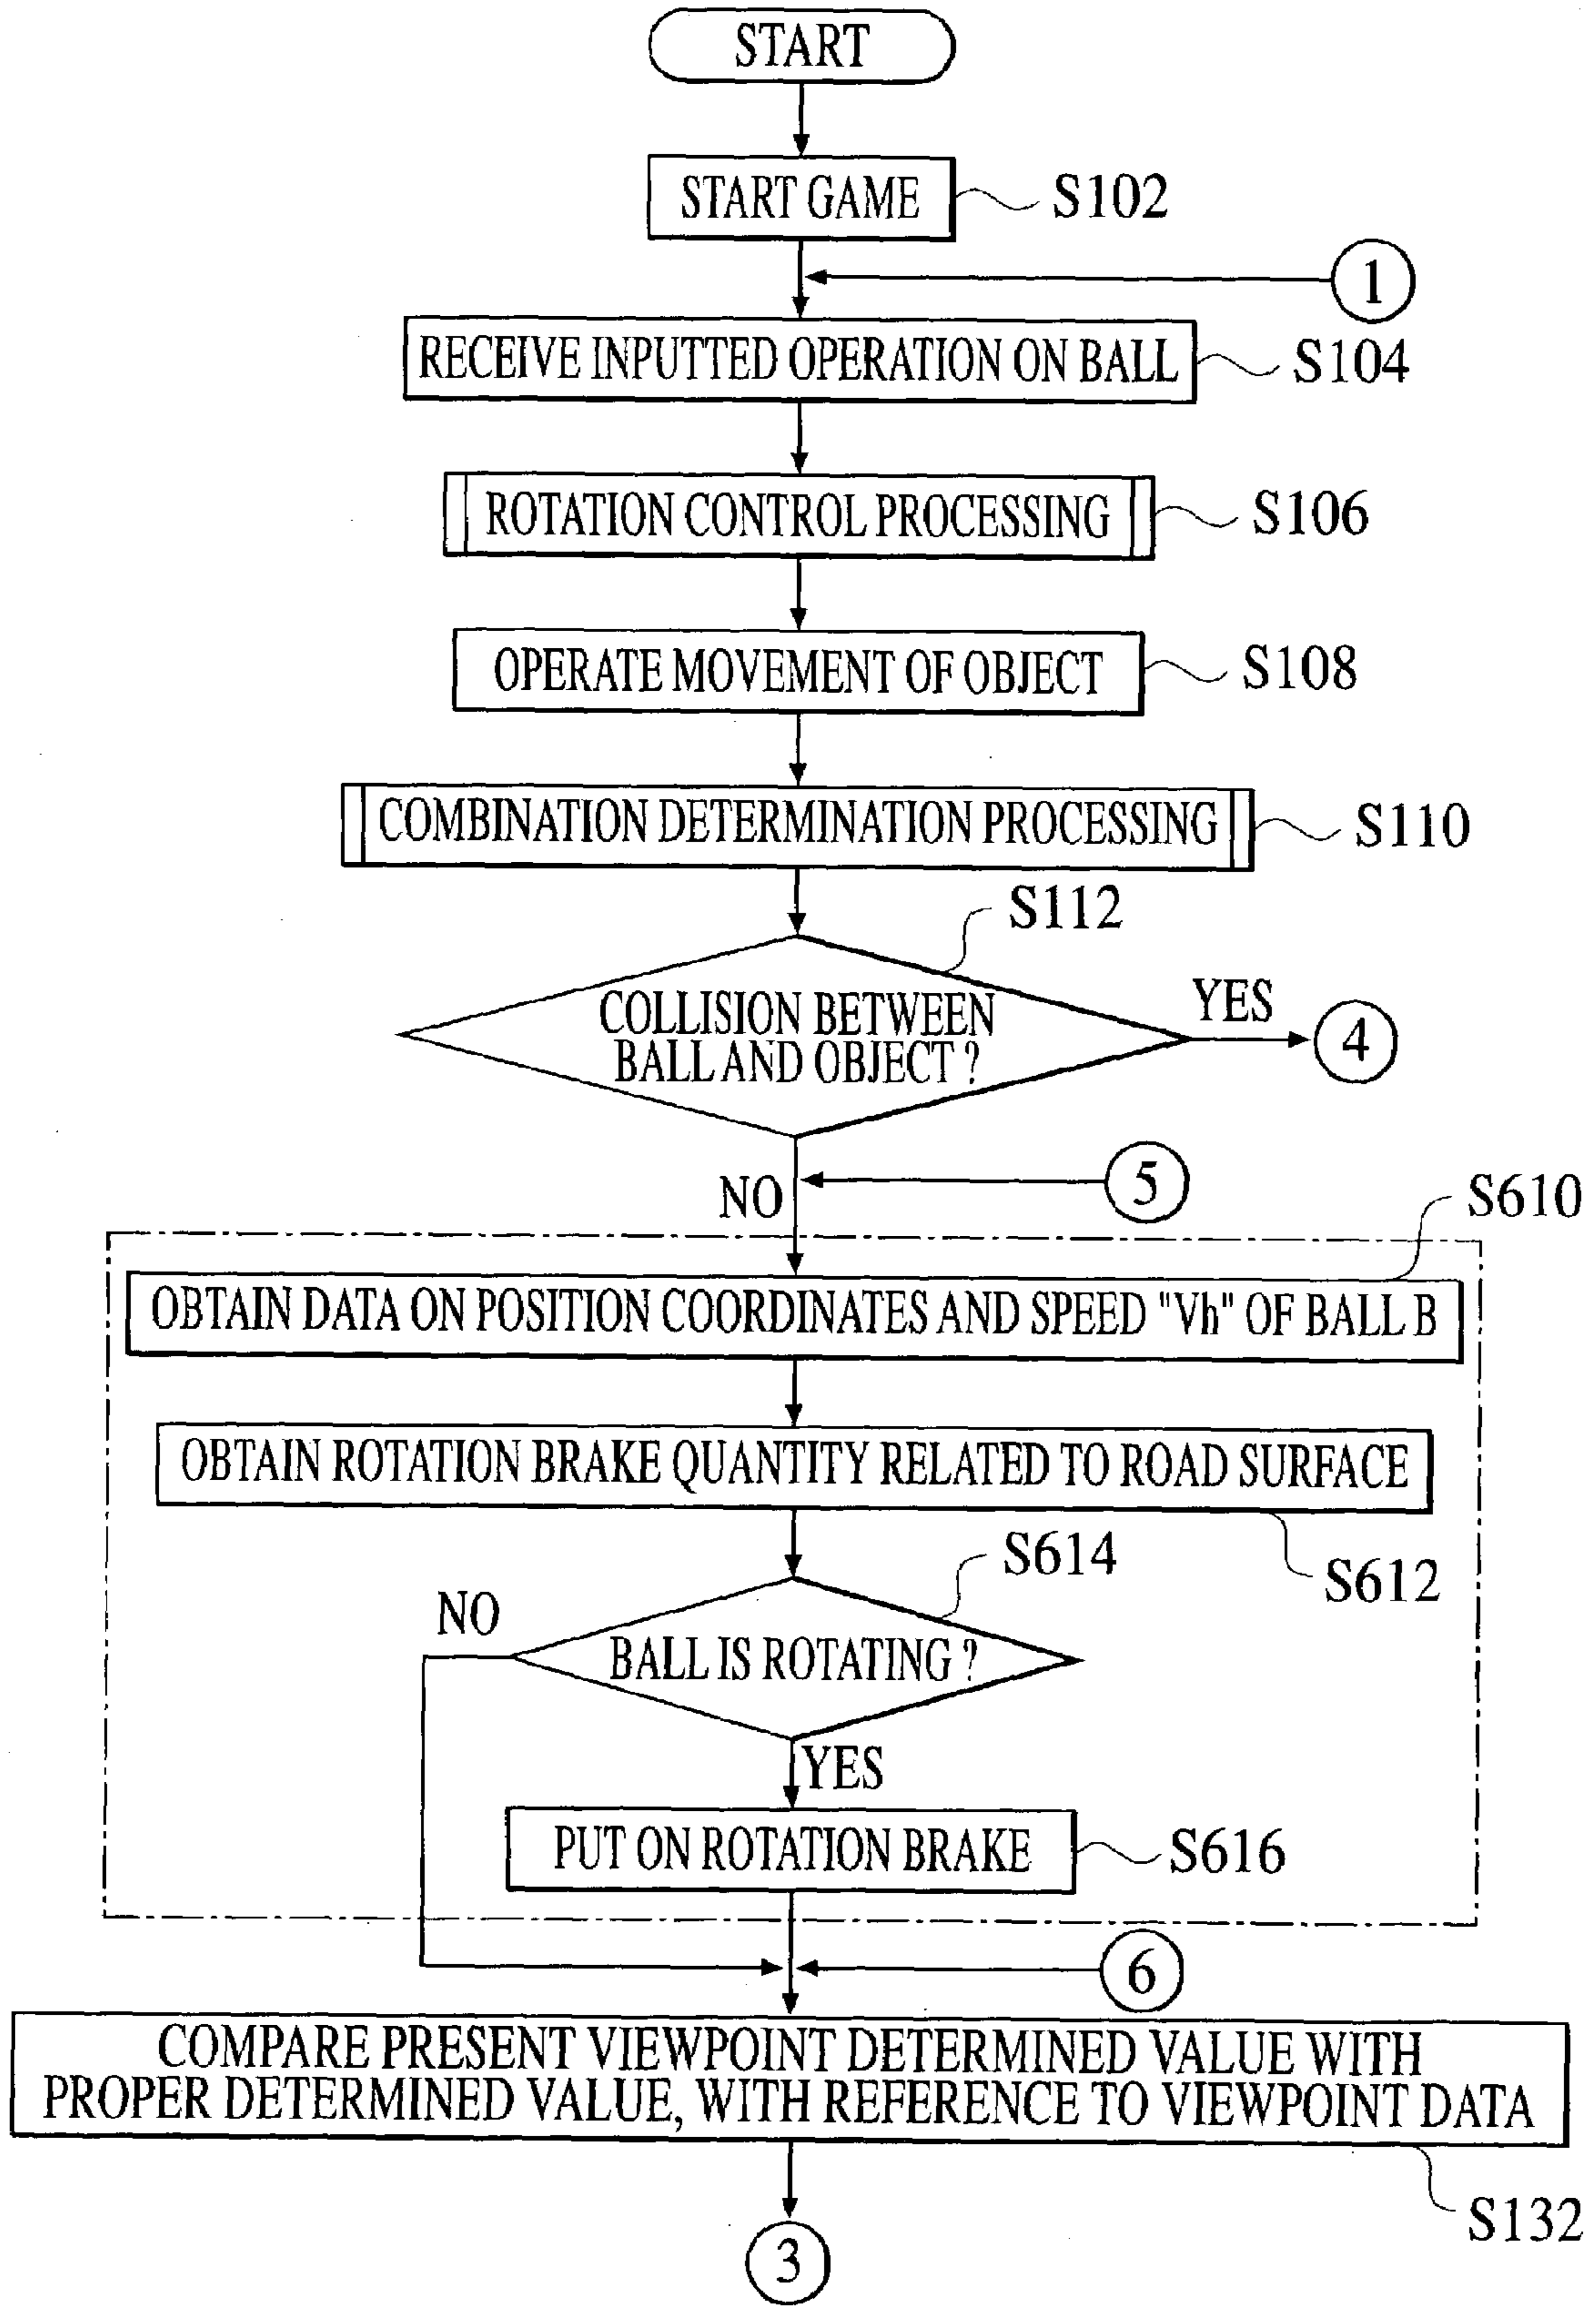 START
START GAME
S102
1
RECEIVE INPUTTED OPERATION ON BALL
S104
ROTATION CONTROL PROCESSING
S106
OPERATE MOVEMENT OF OBJECT
S108
COMBINATION DETERMINATION PROCESSING
S110
S112
COLLISION BETWEEN
BALL AND OBJECT ?
YES
4
NO
5
S610
OBTAIN DATA ON POSITION COORDINATES AND SPEED "Vh" OF BALL B
OBTAIN ROTATION BRAKE QUANTITY RELATED TO ROAD SURFACE
S612
S614
NO
BALL IS ROTATING ?
YES
PUT ON ROTATION BRAKE
S616
6
COMPARE PRESENT VIEWPOINT DETERMINED VALUE WITH
PROPER DETERMINED VALUE, WITH REFERENCE TO VIEWPOINT DATA
S132
3